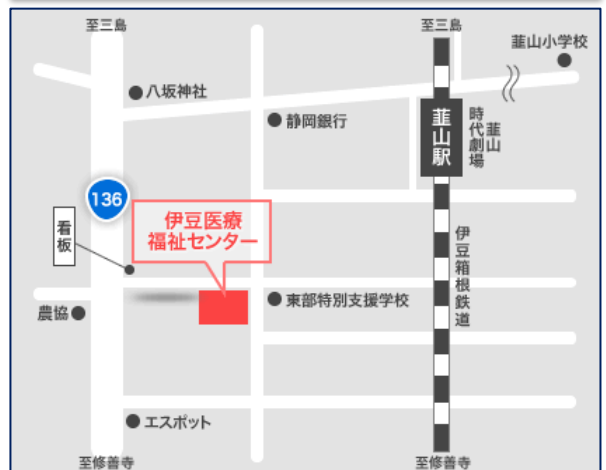 至三島
至三島
韮山小学校
八坂神社
静岡銀行
韮山駅
韮山
時代劇場
136
伊豆医療
福祉センター
看板
伊豆箱根鉄道
東部特別支援学校
農協
エスポット
至修善寺
至修善寺